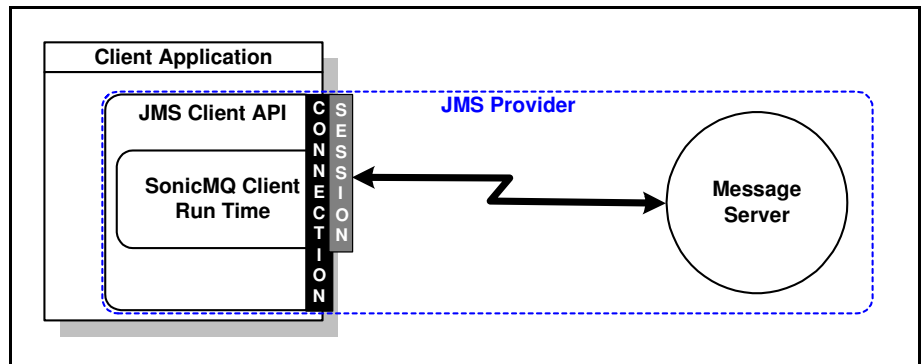 Client Application
JMS Provider
JMS Client API
CONNECTION
SESSION
SonicMQ Client
Run Time
Message
Server